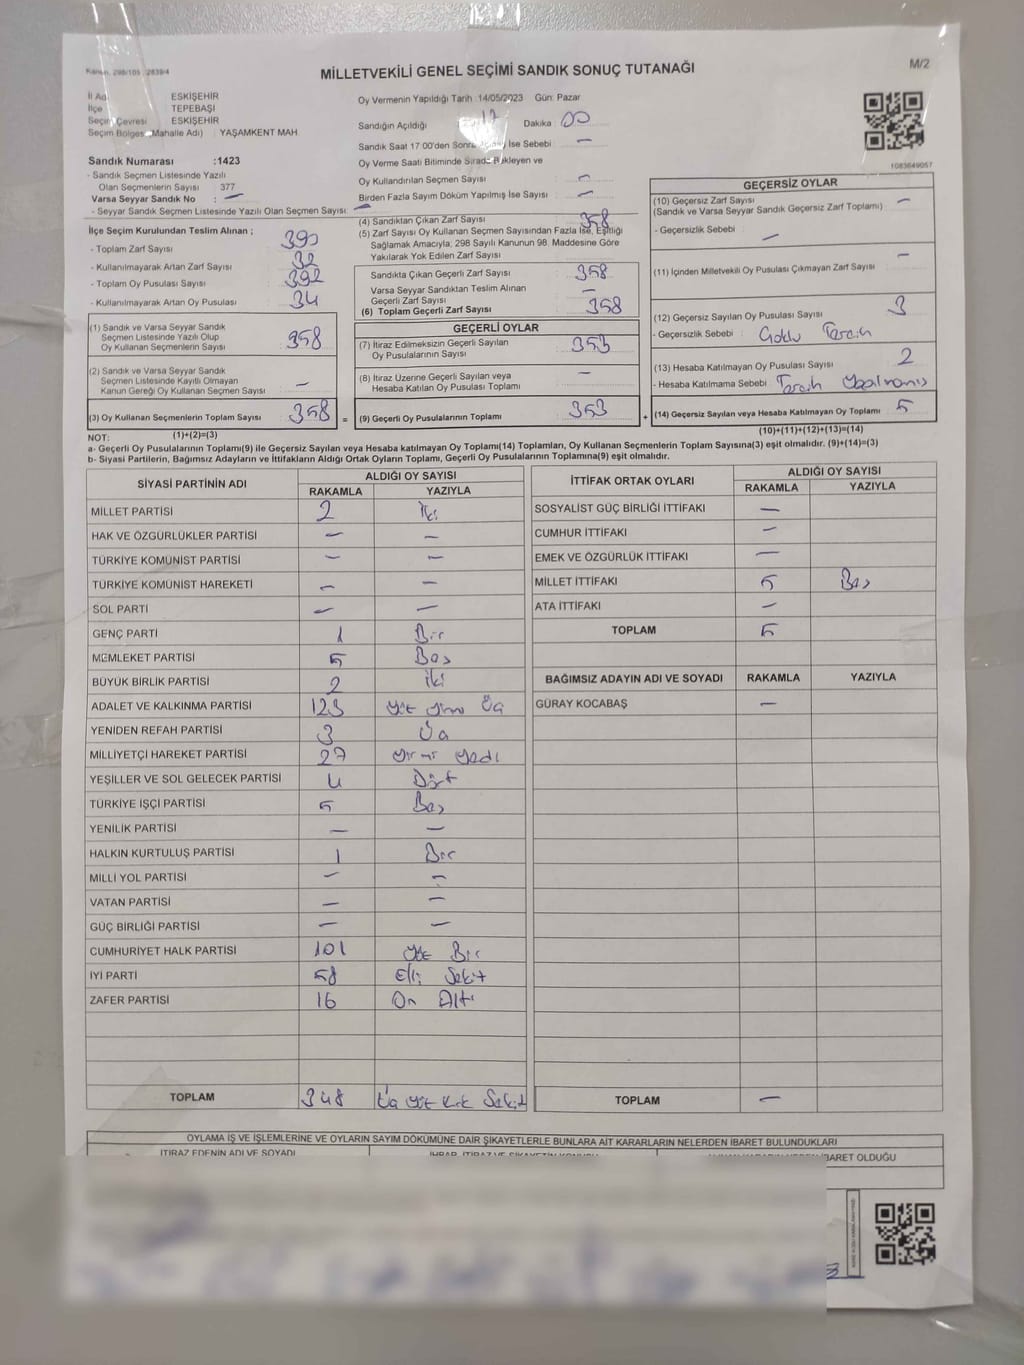 Kanun: 298/105, 2839/4
MİLLETVEKİLİ GENEL SEÇİMİ SANDIK SONUÇ TUTANAĞI
M/2
İl Adı ESKİŞEHİR
İlçe TEPEBAŞI
Seçim Çevresi ESKİŞEHİR
Seçim Bölgesi (Mahalle Adı) YAŞAMKENT MAH
Oy Vermenin Yapıldığı Tarih :14/05/2023 Gün: Pazar
Sandığın Açıldığı 17 Dakika : 00
Sandık Saat 17:00'den Sonra İse Sebebi : —
Oy Verme Saati Bitiminde Sırada Bekleyen ve
Oy Kullandırılan Seçmen Sayısı : —
Birden Fazla Sayım Döküm Yapılmış İse Sayısı : —
Sandık Numarası :1423
- Sandık Seçmen Listesinde Yazılı
Olan Seçmenlerin Sayısı : 377
Varsa Seyyar Sandık No : —
- Seyyar Sandık Seçmen Listesinde Yazılı Olan Seçmen Sayısı: —
İlçe Seçim Kurulundan Teslim Alınan ;
- Toplam Zarf Sayısı : 390
- Kullanılmayarak Artan Zarf Sayısı : 32
- Toplam Oy Pusulası : 392
- Kullanılmayarak Artan Oy Pusulası : 34
(4) Sandıktan Çıkan Zarf Sayısı : 358
(5) Zarf Sayısı Oy Kullanan Seçmen Sayısından Fazla İse, Eşitliği
Sağlamak Amacıyla; 298 Sayılı Kanunun 98. Maddesine Göre
Yakılarak Yok Edilen Zarf Sayısı
Sandıkta Çıkan Geçerli Zarf Sayısı : 358
Varsa Seyyar Sandıktan Teslim Alınan
Geçerli Zarf Sayısı : —
(6) Toplam Geçerli Zarf Sayısı : 358
1083649057
GEÇERSİZ OYLAR
(10) Geçersiz Zarf Sayısı : —
(Sandık ve Varsa Seyyar Sandık Geçersiz Zarf Toplamı)
- Geçersizlik Sebebi : —
(11) İçinden Milletvekili Oy Pusulası Çıkmayan Zarf Sayısı : —
(12) Geçersiz Sayılan Oy Pusulası Sayısı : 3
- Geçersizlik Sebebi : Çoklu Tercih
(13) Hesaba Katılmayan Oy Pusulası Sayısı : 2
- Hesaba Katılmama Sebebi : Tercih Yapılmamış
(1) Sandık ve Varsa Seyyar Sandık
Seçmen Listesinde Yazılı Olup
Oy Kullanan Seçmenlerin Sayısı : 358
(2) Sandık ve Varsa Seyyar Sandık
Seçmen Listesinde Kayıtlı Olmayan
Kanun Gereği Oy Kullanan Seçmen Sayısı : —
GEÇERLİ OYLAR
(7) İtiraz Edilmeksizin Geçerli Sayılan
Oy Pusulalarının Sayısı : 353
(8) İtiraz Üzerine Geçerli Sayılan veya
Hesaba Katılan Oy Pusulası Toplamı : —
(3) Oy Kullanan Seçmenlerin Toplam Sayısı : 358 = (9) Geçerli Oy Pusulalarının Toplamı : 353 + (14) Geçersiz Sayılan veya Hesaba Katılmayan Oy Toplamı : 5
NOT: (1)+(2)=(3) (10)+(11)+(12)+(13)=(14)
a- Geçerli Oy Pusulalarının Toplamı(9) ile Geçersiz Sayılan veya Hesaba katılmayan Oy Toplamı(14) Toplamları, Oy Kullanan Seçmenlerin Toplam Sayısına(3) eşit olmalıdır. (9)+(14)=(3)
b- Siyasi Partilerin, Bağımsız Adayların ve İttifakların Aldığı Ortak Oyların Toplamı, Geçerli Oy Pusulalarının Toplamına(9) eşit olmalıdır.
SİYASİ PARTİNİN ADI ALDIĞI OY SAYISI
RAKAMLA YAZIYLA
MİLLET PARTİSİ 2 İki
HAK VE ÖZGÜRLÜKLER PARTİSİ — —
TÜRKİYE KOMÜNİST PARTİSİ — —
TÜRKİYE KOMÜNİST HAREKETİ — —
SOL PARTİ — —
GENÇ PARTİ 1 Bir
MEMLEKET PARTİSİ 5 Beş
BÜYÜK BİRLİK PARTİSİ 2 İki
ADALET VE KALKINMA PARTİSİ 123 Yüz Yirmi Üç
YENİDEN REFAH PARTİSİ 3 Üç
MİLLİYETÇİ HAREKET PARTİSİ 27 Yirmi Yedi
YEŞİLLER VE SOL GELECEK PARTİSİ 4 Dört
TÜRKİYE İŞÇİ PARTİSİ 5 Beş
YENİLİK PARTİSİ — —
HALKIN KURTULUŞ PARTİSİ 1 Bir
MİLLİ YOL PARTİSİ — —
VATAN PARTİSİ — —
GÜÇ BİRLİĞİ PARTİSİ — —
CUMHURİYET HALK PARTİSİ 101 Yüz Bir
İYİ PARTİ 58 Elli Sekiz
ZAFER PARTİSİ 16 On Altı
TOPLAM 348 Üç Yüz Kırk Sekiz
İTTİFAK ORTAK OYLARI ALDIĞI OY SAYISI
RAKAMLA YAZIYLA
SOSYALİST GÜÇ BİRLİĞİ İTTİFAKI —
CUMHUR İTTİFAKI —
EMEK VE ÖZGÜRLÜK İTTİFAKI —
MİLLET İTTİFAKI 5 Beş
ATA İTTİFAKI —
TOPLAM 5
BAĞIMSIZ ADAYIN ADI VE SOYADI RAKAMLA YAZIYLA
GÜRAY KOCABAŞ —
TOPLAM —
OYLAMA İŞ VE İŞLEMLERİNE VE OYLARIN SAYIM DÖKÜMÜNE DAİR ŞİKAYETLERLE BUNLARA AİT KARARLARIN NELERDEN İBARET BULUNDUKLARI
İTİRAZ EDENİN ADI VE SOYADI
İHBAR, İTİRAZ VE ŞİKAYETİN KONUSU
İBARET OLDUĞU